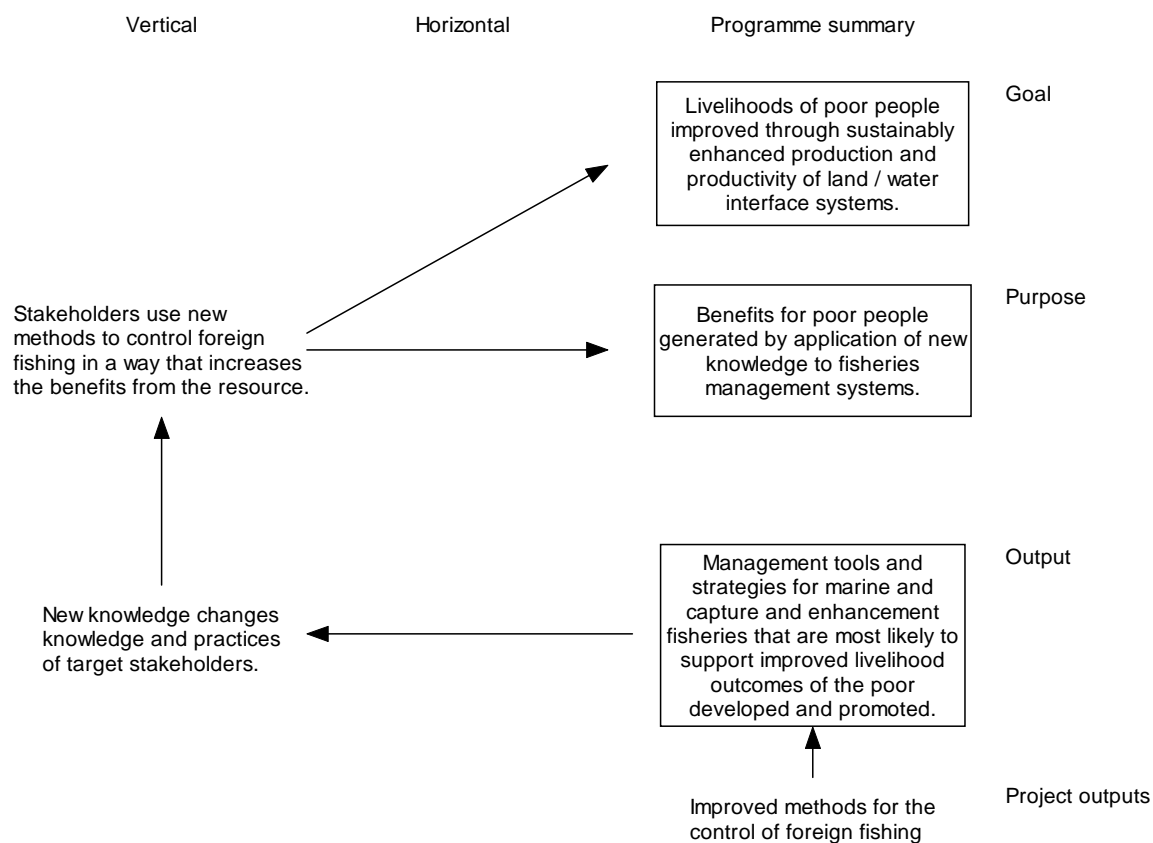 Vertical
Horizontal
Programme summary
Goal
Livelihoods of poor people
improved through sustainably
enhanced production and
productivity of land / water
interface systems.
Purpose
Stakeholders use new
methods to control foreign
fishing in a way that increases
the benefits from the resource.
Benefits for poor people
generated by application of new
knowledge to fisheries
management systems.
Output
Management tools and
strategies for marine and
capture and enhancement
fisheries that are most likely to
support improved livelihood
outcomes of the poor
developed and promoted.
New knowledge changes
knowledge and practices
of target stakeholders.
Project outputs
Improved methods for the
control of foreign fishing